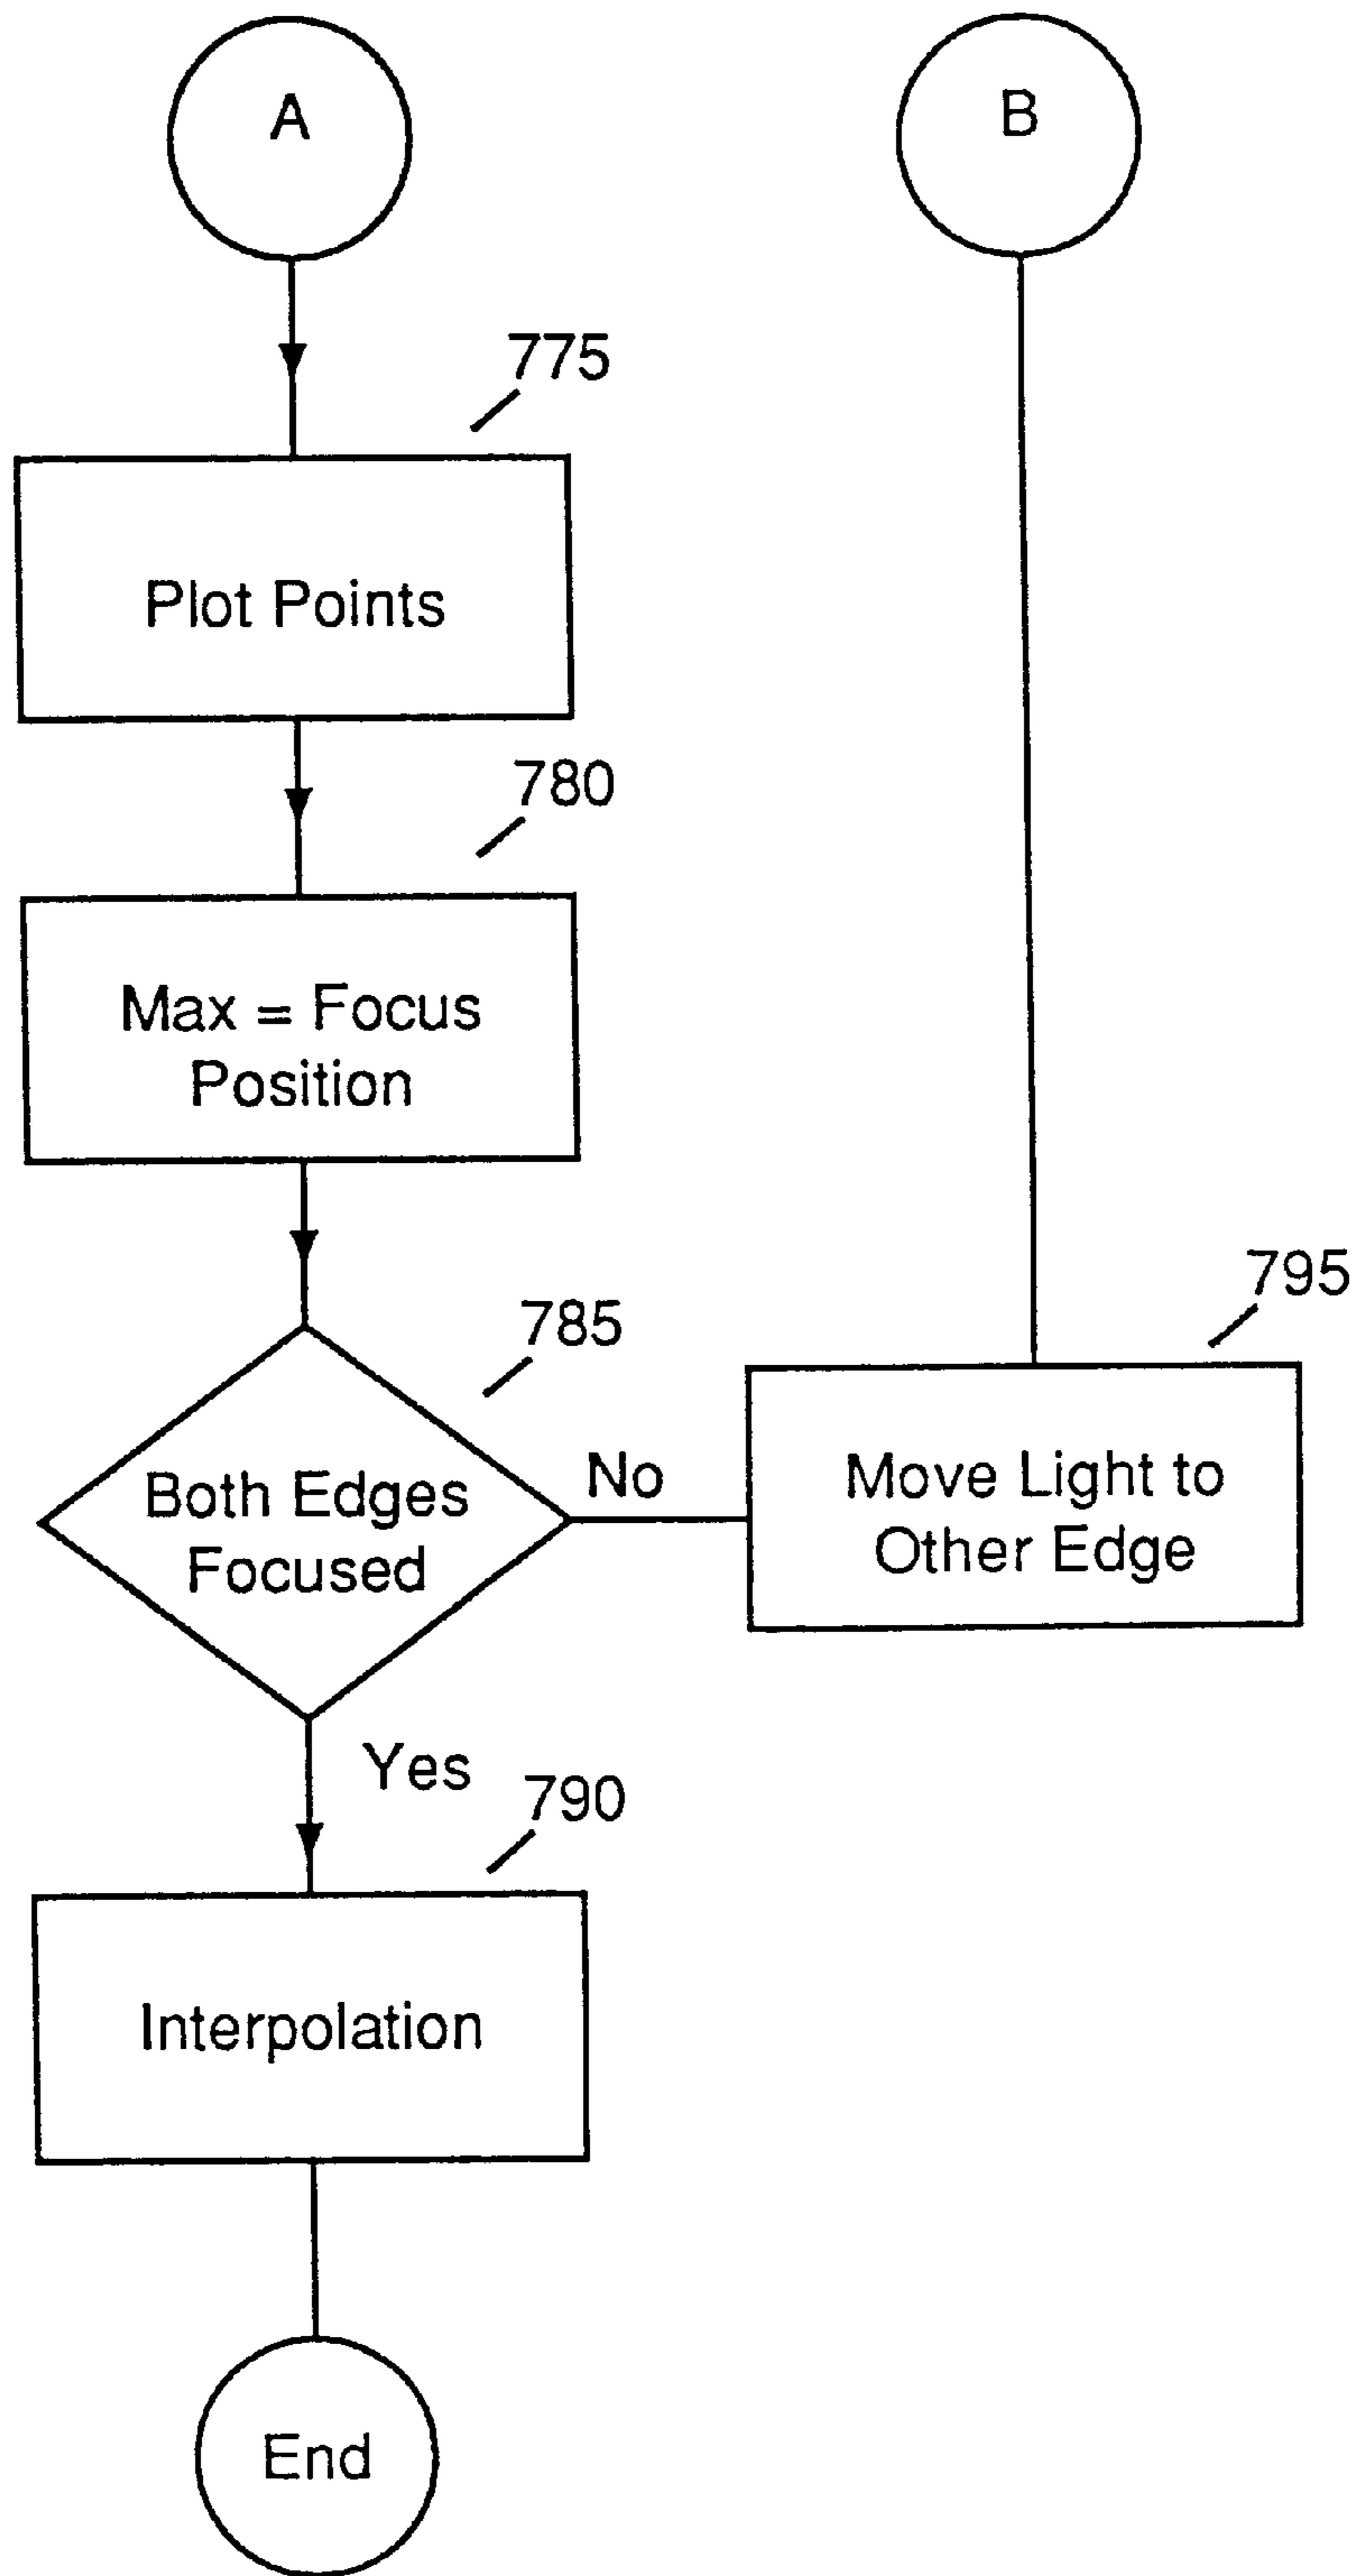 A
B
775
Plot Points
780
Max = Focus
Position
785
Both Edges
Focused
No
795
Move Light to
Other Edge
Yes
790
Interpolation
End